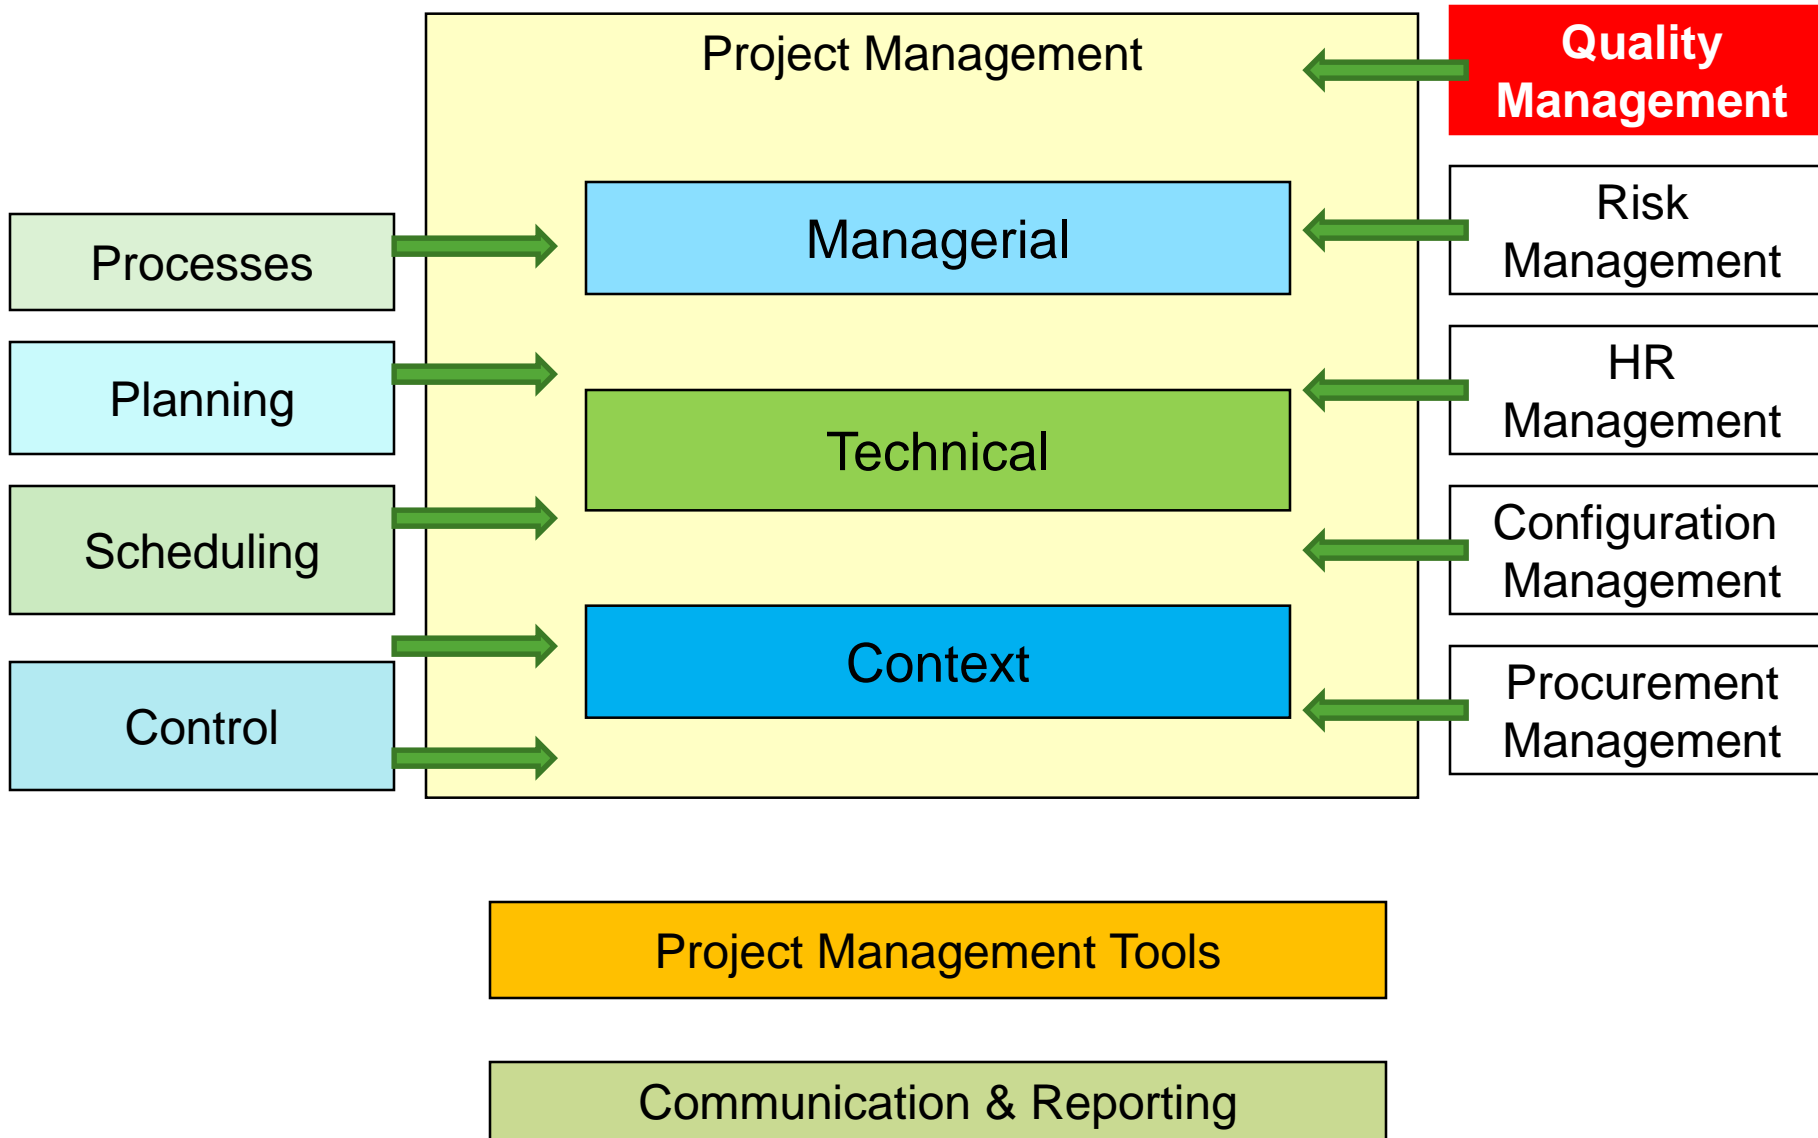 Project Management
Managerial
Technical
Context
Processes
Planning
Scheduling
Control
Quality
Management
Risk
Management
HR
Management
Configuration
Management
Procurement
Management
Project Management Tools
Communication & Reporting